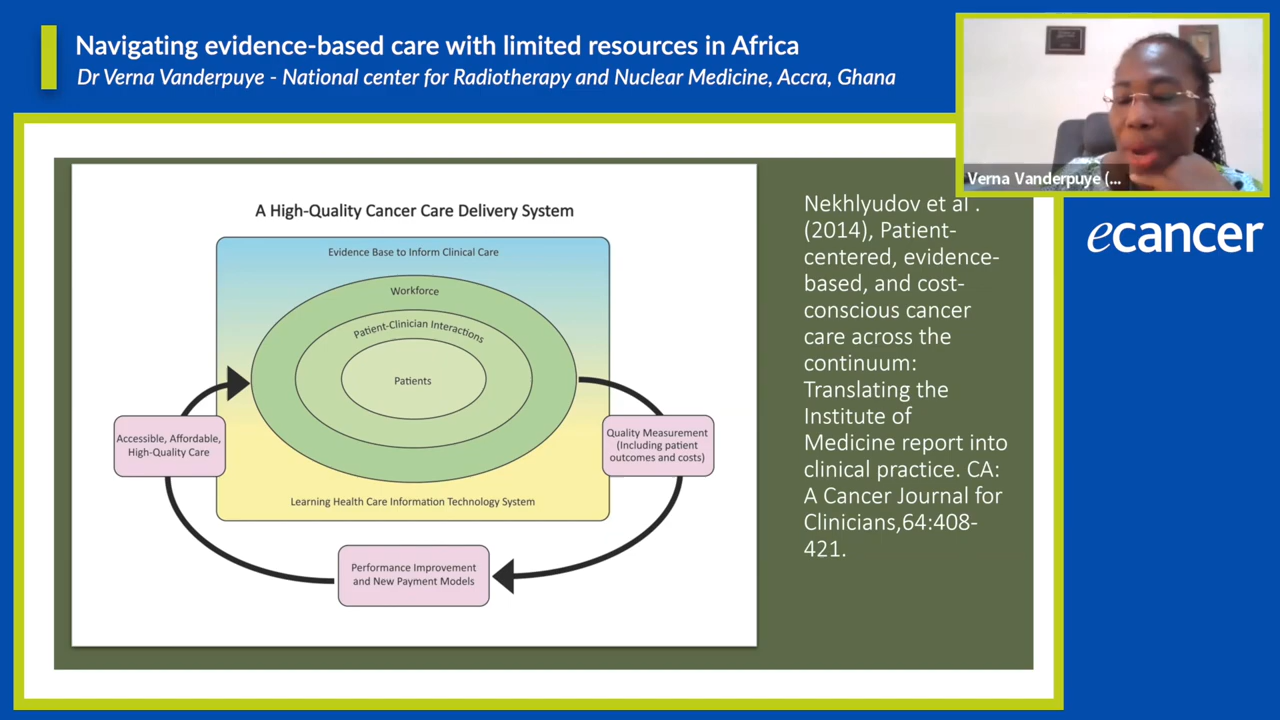 Navigating evidence-based care with limited resources in Africa
Dr Verna Vanderpuye - National center for Radiotherapy and Nuclear Medicine, Accra, Ghana
Verna Vanderpuye (...
ecancer
A High-Quality Cancer Care Delivery System
Evidence Base to Inform Clinical Care
Workforce
Patient-Clinician Interactions
Patients
Accessible, Affordable,
High-Quality Care
Quality Measurement
(Including patient
outcomes and costs)
Learning Health Care Information Technology System
Performance Improvement
and New Payment Models
Nekhlyudov et al .
(2014), Patient-
centered, evidence-
based, and cost-
conscious cancer
care across the
continuum:
Translating the
Institute of
Medicine report into
clinical practice. CA:
A Cancer Journal for
Clinicians,64:408-
421.